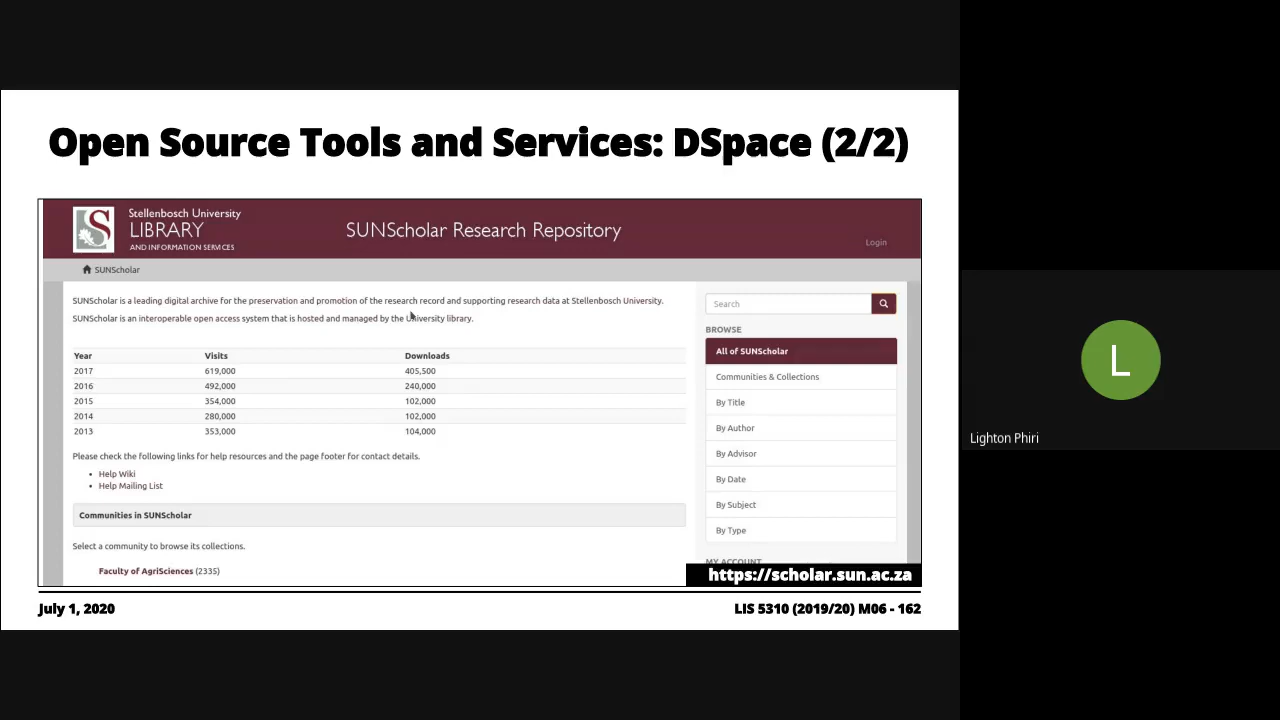 Open Source Tools and Services: DSpace (2/2)
Stellenbosch University
LIBRARY
AND INFORMATION SERVICES
SUNScholar Research Repository
Login
SUNScholar
SUNScholar is a leading digital archive for the preservation and promotion of the research record and supporting research data at Stellenbosch University.
SUNScholar is an interoperable open access system that is hosted and managed by the University library.
Year Visits Downloads
2017 619,000 405,500
2016 492,000 240,000
2015 354,000 102,000
2014 280,000 102,000
2013 353,000 104,000
Please check the following links for help resources and the page footer for contact details.
• Help Wiki
• Help Mailing List
Communities in SUNScholar
Select a community to browse its collections.
Faculty of AgriSciences (2335)
Search
BROWSE
All of SUNScholar
Communities & Collections
By Title
By Author
By Advisor
By Date
By Subject
By Type
MY ACCOUNT
https://scholar.sun.ac.za
July 1, 2020
LIS 5310 (2019/20) M06 - 162
L
Lighton Phiri